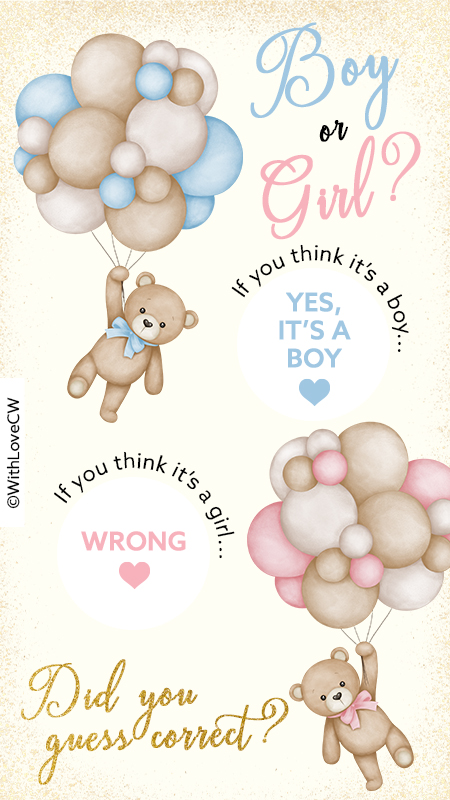 Boy
or
Girl?
If you think it's a boy...
YES,
IT'S A
BOY
©WithLoveCW
If you think it's a girl...
WRONG
Did you
guess correct?